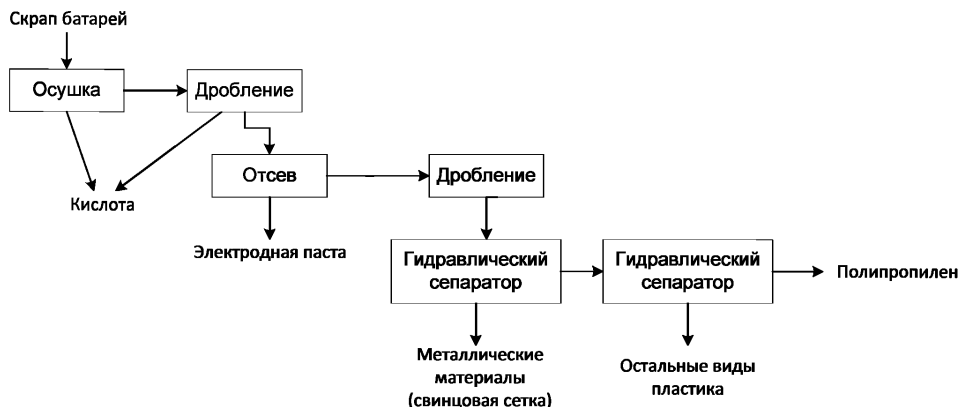 Скрап батарей
Осушка
Дробление
Отсев
Дробление
Кислота
Электродная паста
Гидравлический
сепаратор
Гидравлический
сепаратор
Полипропилен
Металлические
материалы
(свинцовая сетка)
Остальные виды
пластика